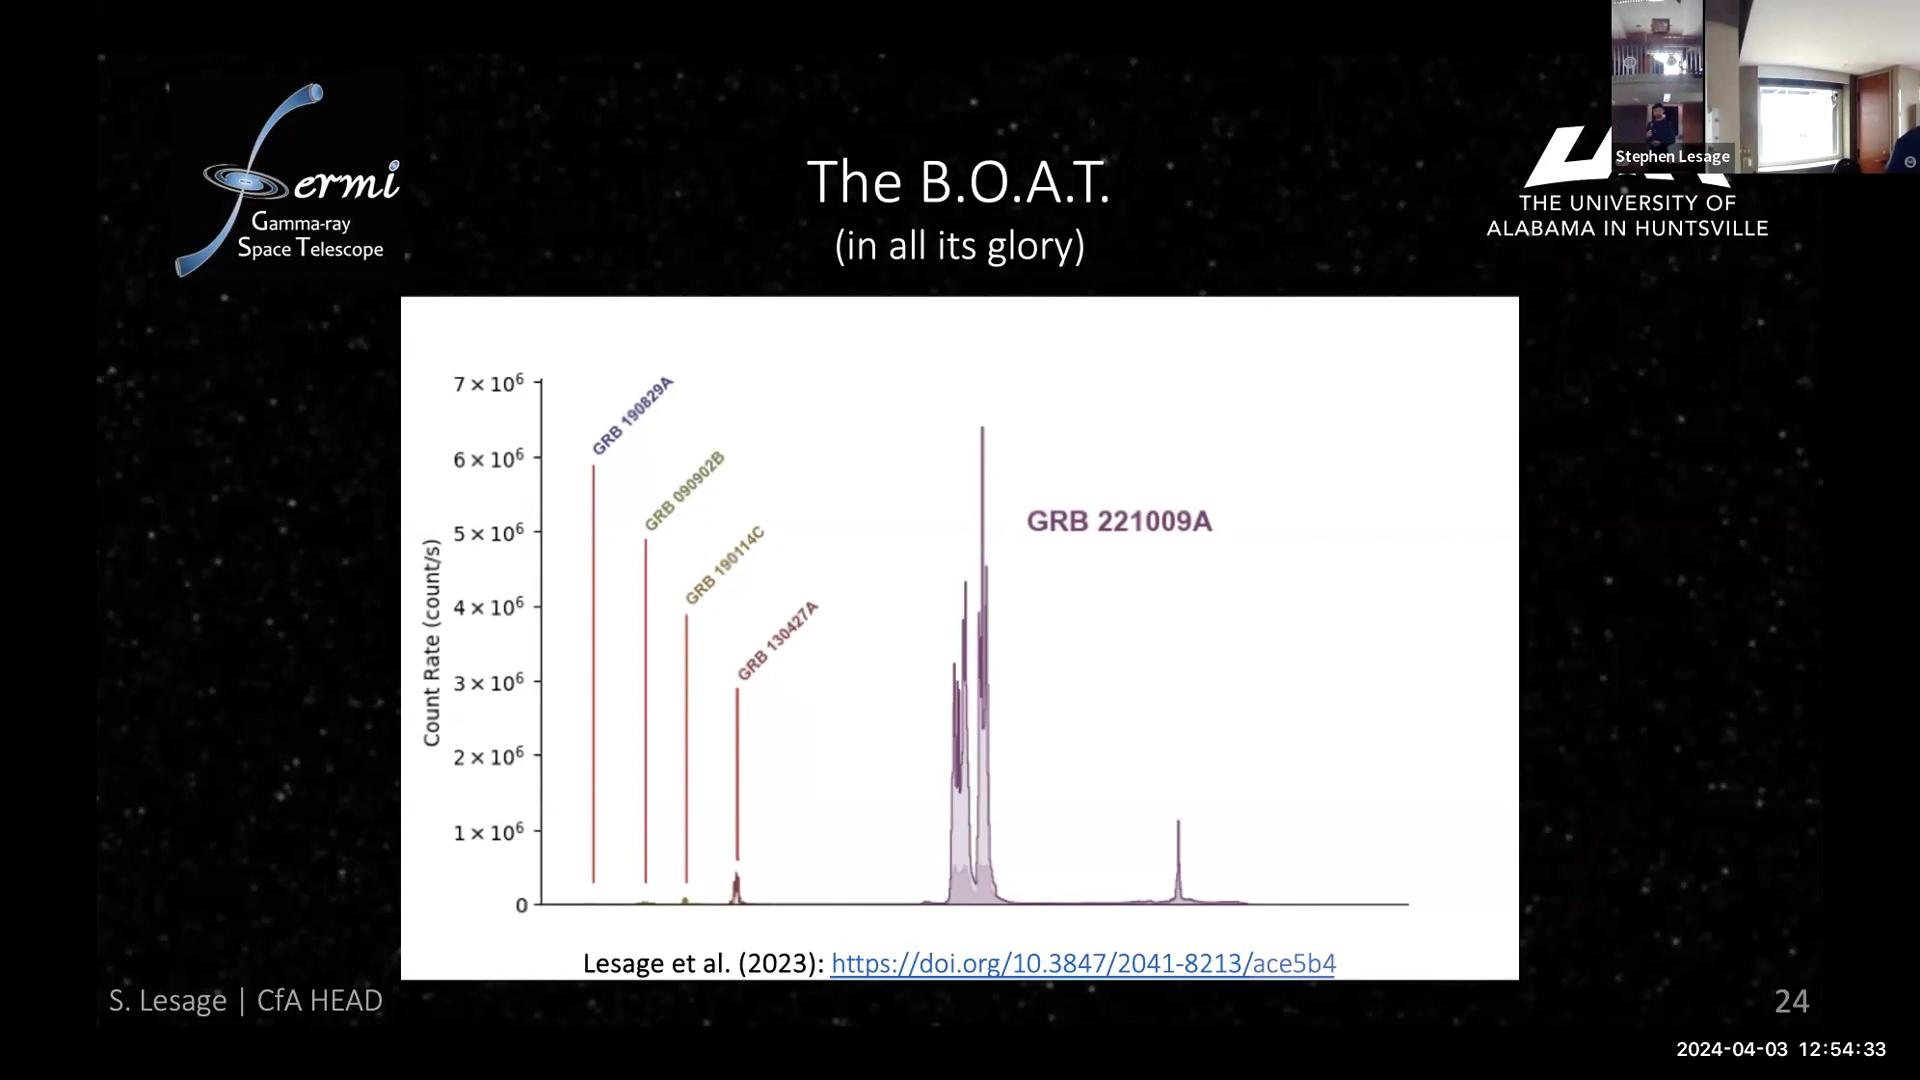 Fermi
Gamma-ray
Space Telescope
The B.O.A.T.
(in all its glory)
Stephen Lesage
THE UNIVERSITY OF
ALABAMA IN HUNTSVILLE
7 × 10⁶
6 × 10⁶
5 × 10⁶
4 × 10⁶
3 × 10⁶
2 × 10⁶
1 × 10⁶
0
Count Rate (count/s)
GRB 190829A
GRB 090902B
GRB 190114C
GRB 130427A
GRB 221009A
Lesage et al. (2023): https://doi.org/10.3847/2041-8213/ace5b4
S. Lesage | CfA HEAD
24
2024-04-03 12:54:33